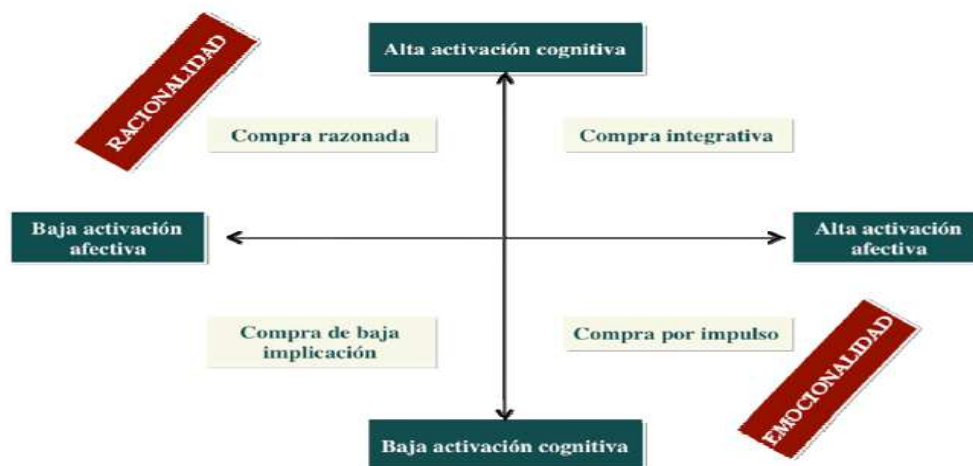 RACIONALIDAD
Alta activación cognitiva
Compra razonada
Compra integrativa
Baja activación
afectiva
Alta activación
afectiva
Compra de baja
implicación
Compra por impulso
EMOCIONALIDAD
Baja activación cognitiva